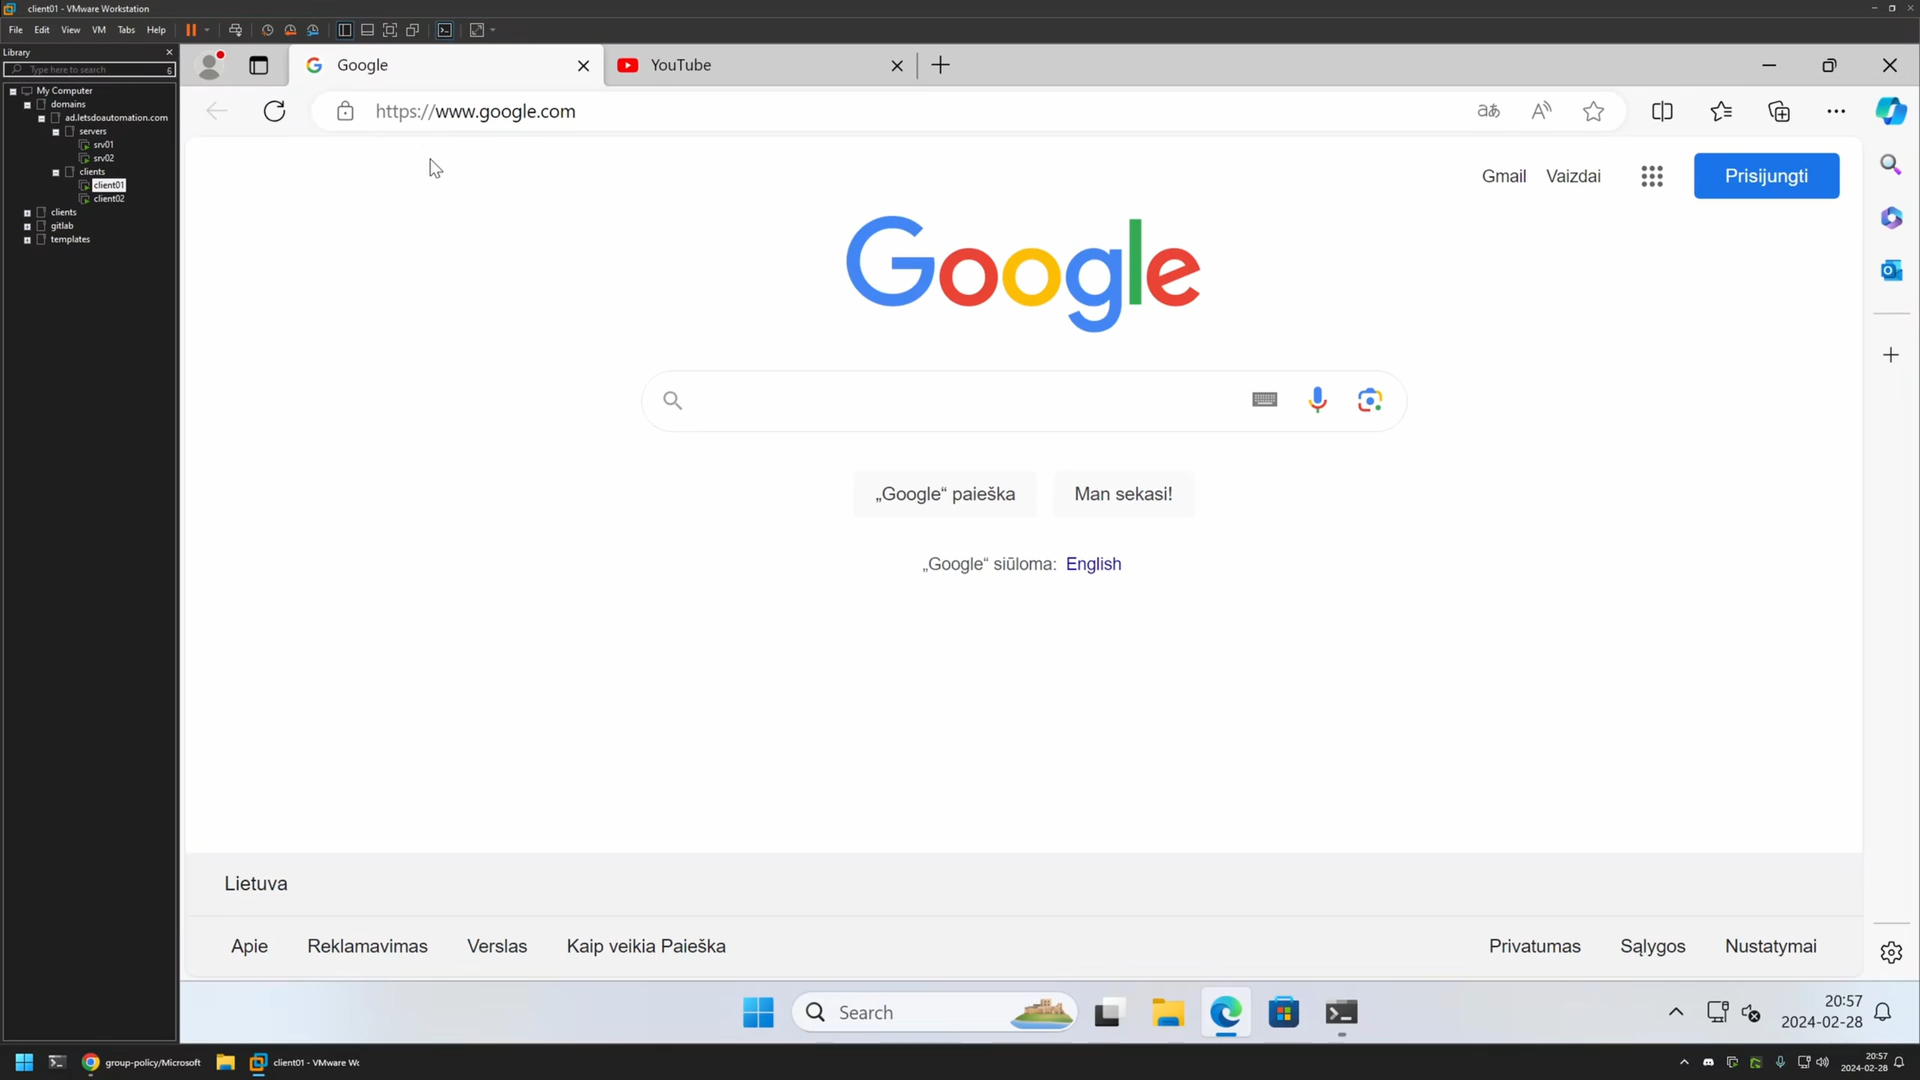 client01 - VMware Workstation
File Edit View VM Tabs Help
Library
Type here to search
My Computer
domains
ad.letsdoautomation.com
servers
srv01
srv02
clients
client01
client02
clients
gitlab
templates
Google
YouTube
https://www.google.com
Gmail Vaizdai Prisijungti
Google
„Google“ paieška Man sekasi!
„Google“ siūloma: English
Lietuva
Apie Reklamavimas Verslas Kaip veikia Paieška Privatumas Sąlygos Nustatymai
Search
20:57
2024-02-28
group-policy/Microsoft
client01 - VMware Wo
20:57
2024-02-28